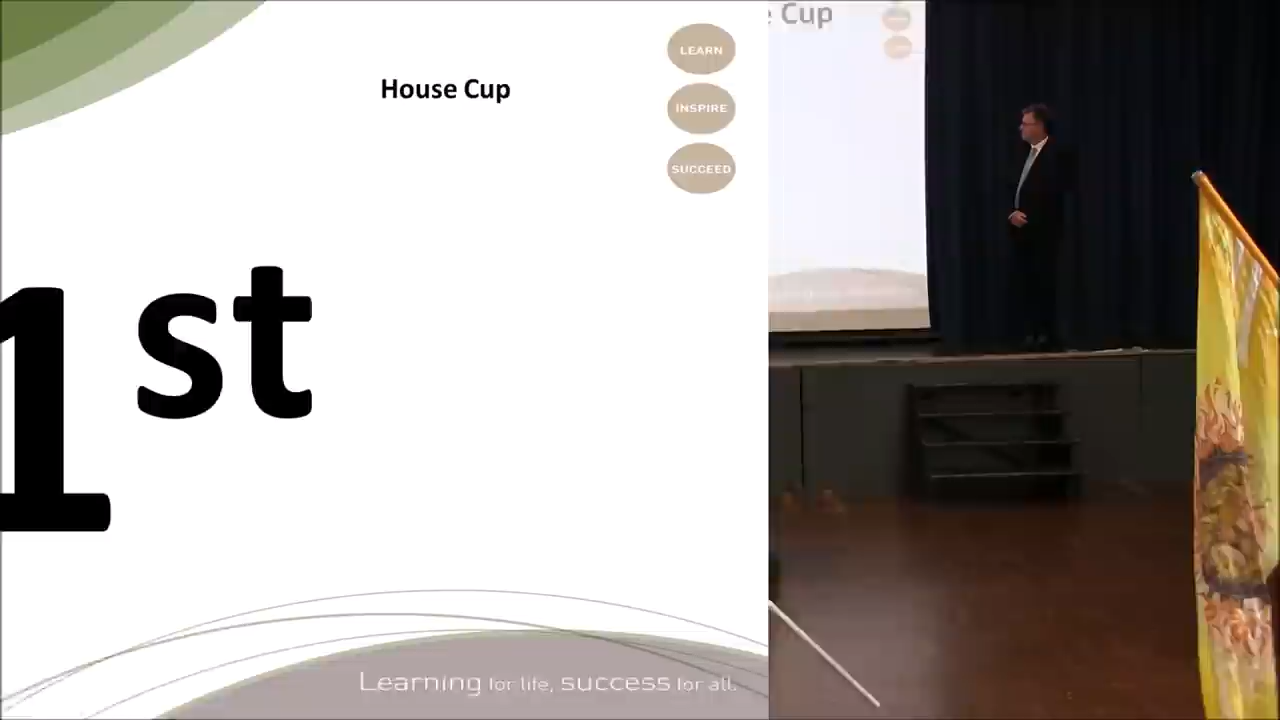 House Cup
LEARN
INSPIRE
SUCCEED
1st
Learning for life, success for all.
Cup